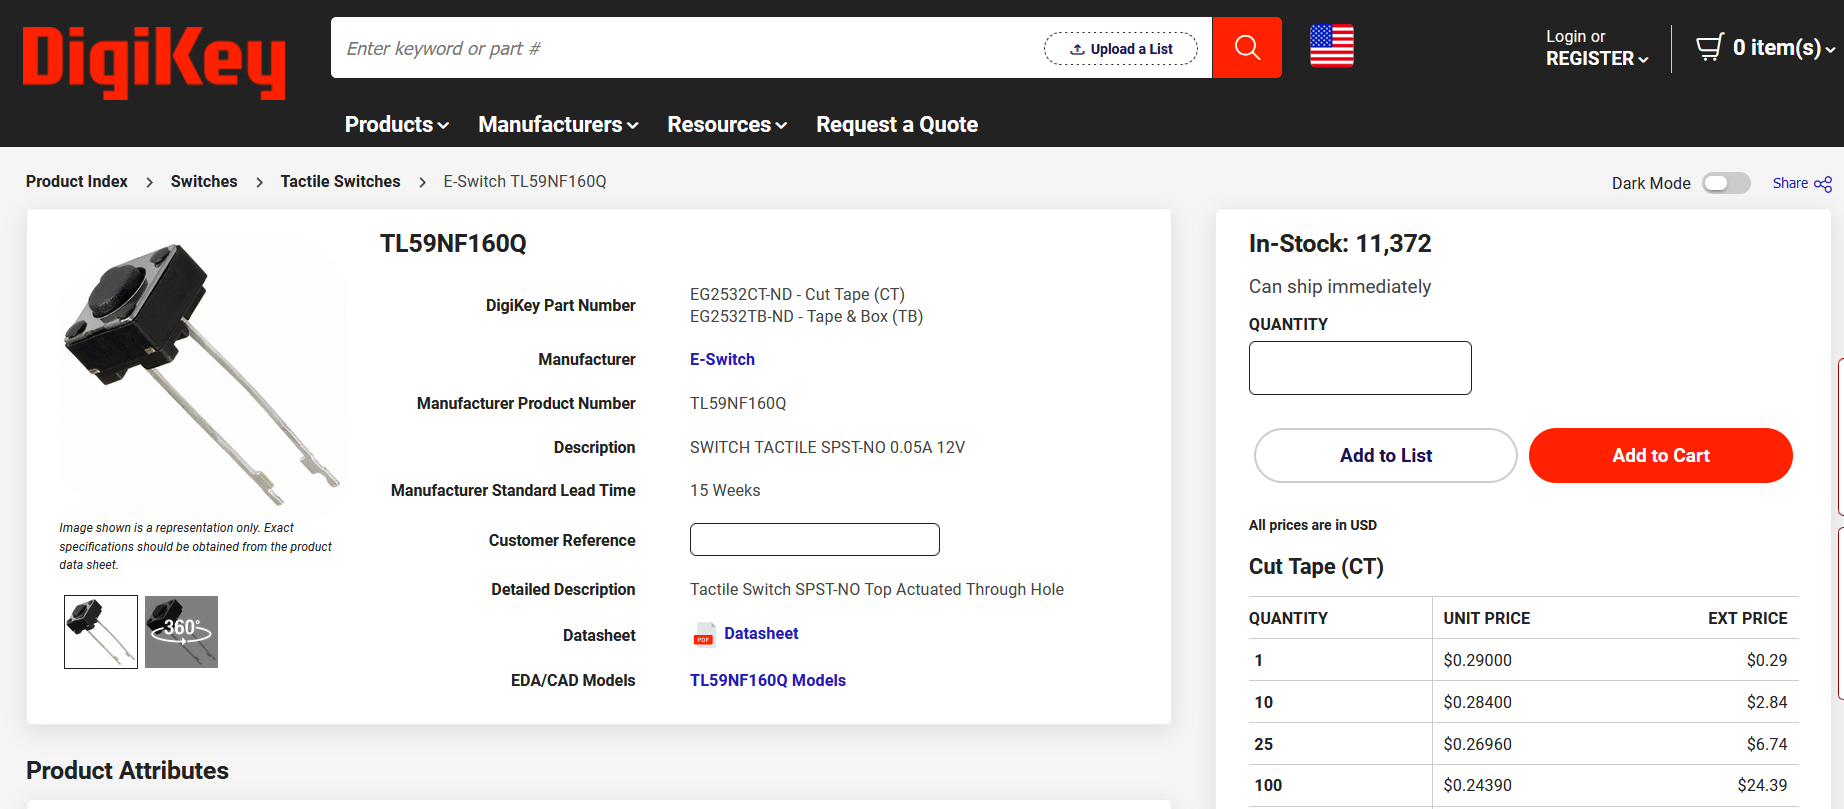 DigiKey
Enter keyword or part #
Upload a List
Login or
REGISTER
0 item(s)
Products
Manufacturers
Resources
Request a Quote
Product Index
Switches
Tactile Switches
E-Switch TL59NF160Q
Dark Mode
Share
TL59NF160Q
DigiKey Part Number
EG2532CT-ND - Cut Tape (CT)
EG2532TB-ND - Tape & Box (TB)
Manufacturer
E-Switch
Manufacturer Product Number
TL59NF160Q
Description
SWITCH TACTILE SPST-NO 0.05A 12V
Manufacturer Standard Lead Time
15 Weeks
Customer Reference
Detailed Description
Tactile Switch SPST-NO Top Actuated Through Hole
Datasheet
PDF
Datasheet
EDA/CAD Models
TL59NF160Q Models
Image shown is a representation only. Exact
specifications should be obtained from the product
data sheet.
360°
Product Attributes
In-Stock: 11,372
Can ship immediately
QUANTITY
Add to List
Add to Cart
All prices are in USD
Cut Tape (CT)
QUANTITY UNIT PRICE EXT PRICE
1 $0.29000 $0.29
10 $0.28400 $2.84
25 $0.26960 $6.74
100 $0.24390 $24.39